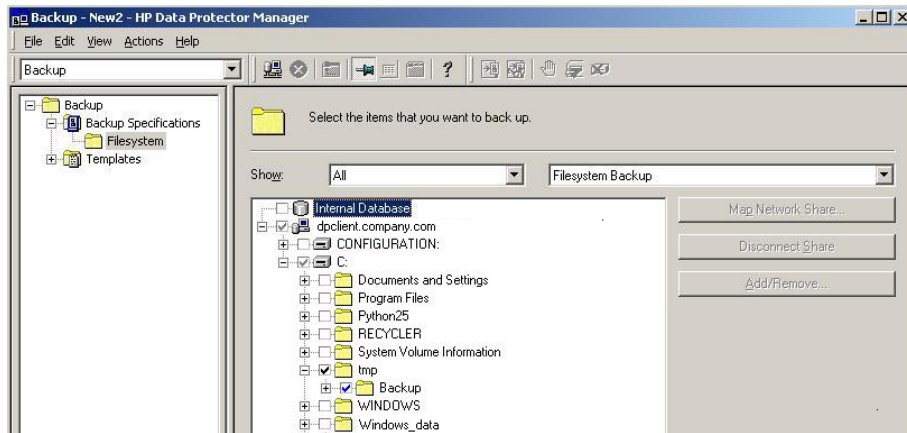 Backup - New2 - HP Data Protector Manager
File Edit View Actions Help
Backup
Backup
Backup Specifications
Filesystem
Templates
Select the items that you want to back up.
Show: All Filesystem Backup
Internal Database
dpclient.company.com
CONFIGURATION:
C:
Documents and Settings
Program Files
Python25
RECYCLER
System Volume Information
tmp
Backup
WINDOWS
Windows_data
Map Network Share...
Disconnect Share
Add/Remove...